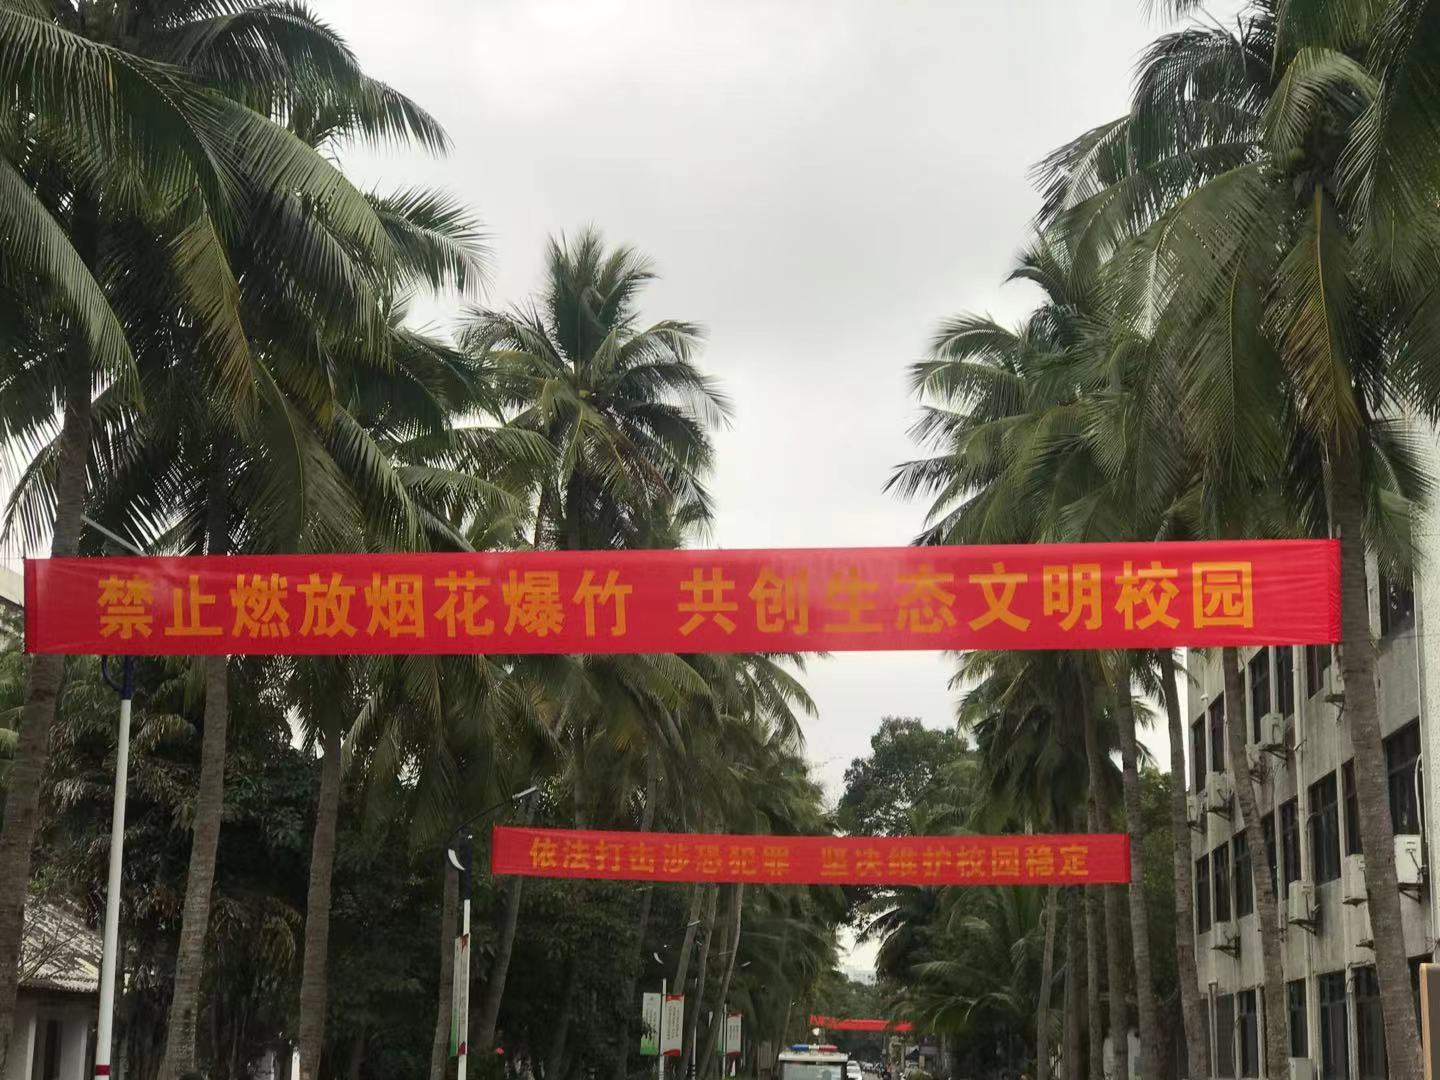 禁止燃放烟花爆竹 共创生态文明校园
依法打击涉恐犯罪 坚决维护校园稳定